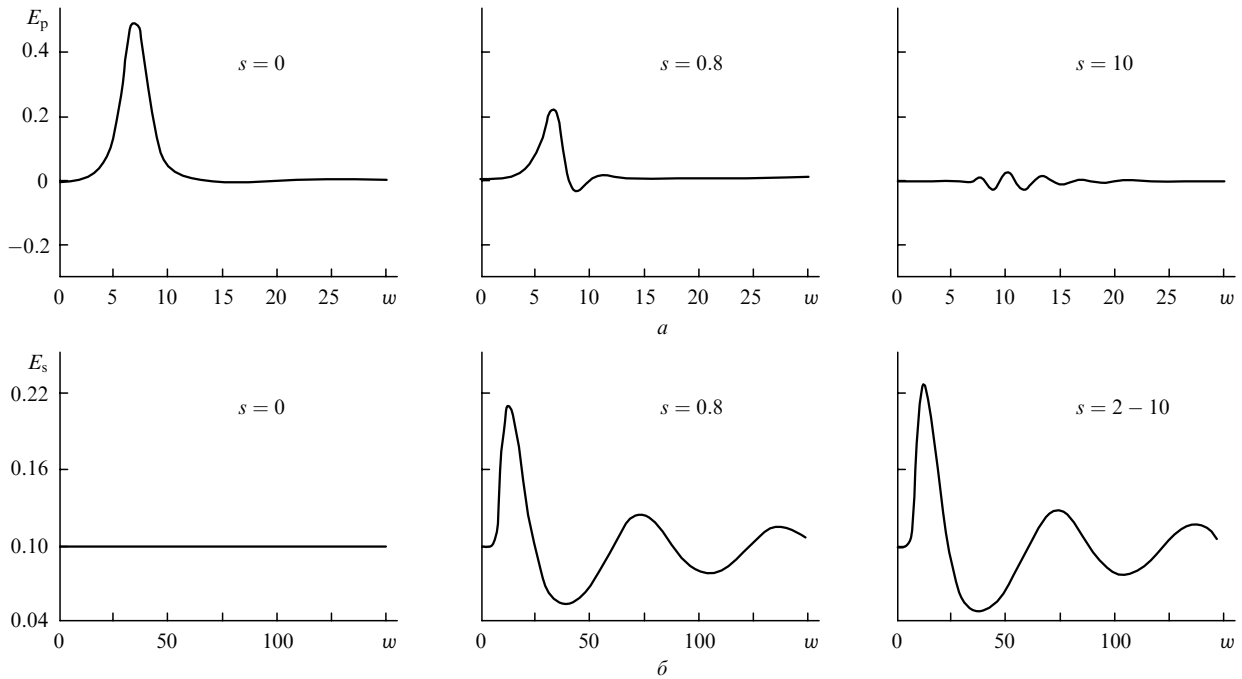 E_p
0.4
0.2
0
−0.2
s = 0
0 5 10 15 20 25 w
s = 0.8
0 5 10 15 20 25 w
s = 10
0 5 10 15 20 25 w
а
E_s
0.22
0.16
0.10
0.04
s = 0
0 50 100 w
s = 0.8
0 50 100 w
s = 2 − 10
0 50 100 w
б